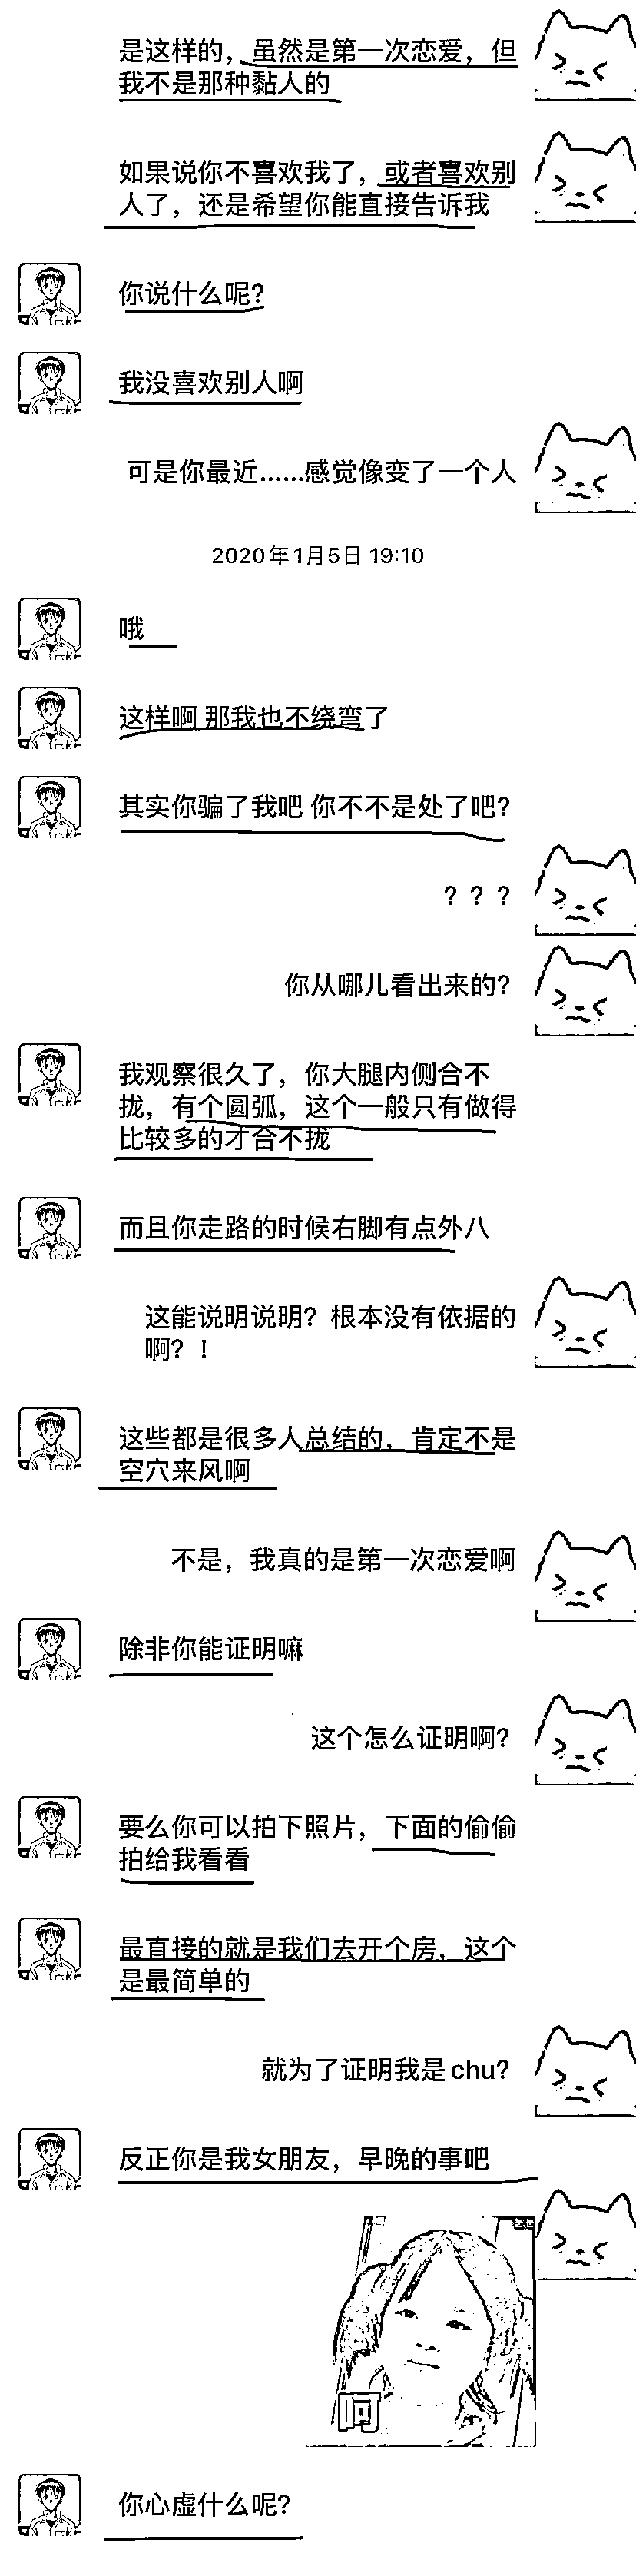 是这样的，虽然是第一次恋爱，但
我不是那种黏人的
如果说你不喜欢我了，或者喜欢别
人了，还是希望你能直接告诉我
你说什么呢？
我没喜欢别人啊
可是你最近……感觉像变了一个人
2020年1月5日 19:10
哦
这样啊 那我也不绕弯了
其实你骗了我吧 你不不是处了吧？
？？？
你从哪儿看出来的？
我观察很久了，你大腿内侧合不
拢，有个圆弧，这个一般只有做得
比较多的才合不拢
而且你走路的时候右脚有点外八
这能说明说明？根本没有依据的
啊？！
这些都是很多人总结的，肯定不是
空穴来风啊
不是，我真的是第一次恋爱啊
除非你能证明嘛
这个怎么证明啊？
要么你可以拍下照片，下面的偷偷
拍给我看看
最直接的就是我们去开个房，这个
是最简单的
就为了证明我是chu？
反正你是我女朋友，早晚的事吧
呵
你心虚什么呢？